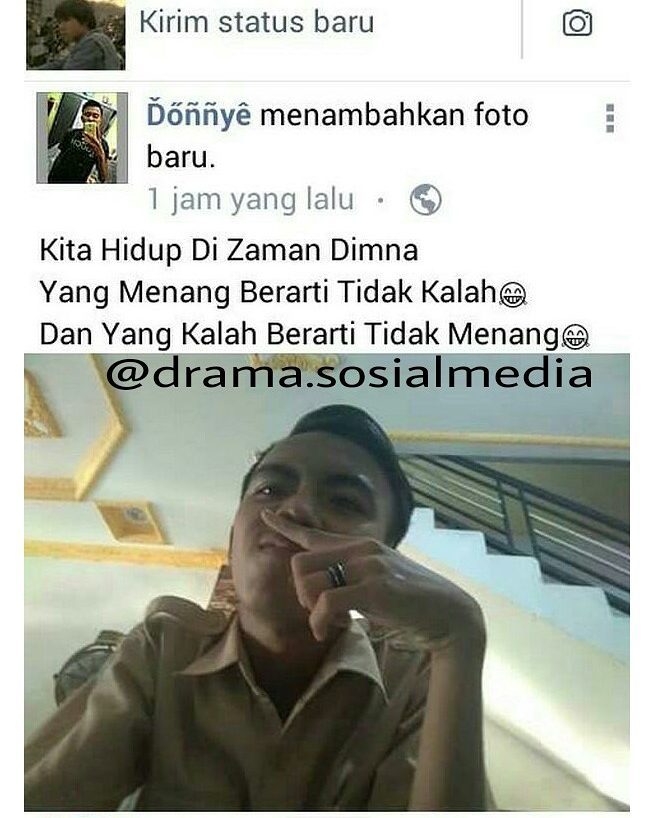 Kirim status baru
Ďőññyê menambahkan foto
baru.
1 jam yang lalu ·
Kita Hidup Di Zaman Dimna
Yang Menang Berarti Tidak Kalah😁
Dan Yang Kalah Berarti Tidak Menang😁
@drama.sosialmedia